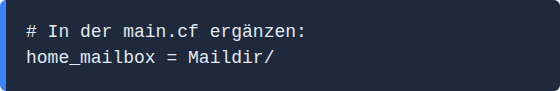 # In der main.cf ergänzen:
home_mailbox = Maildir/